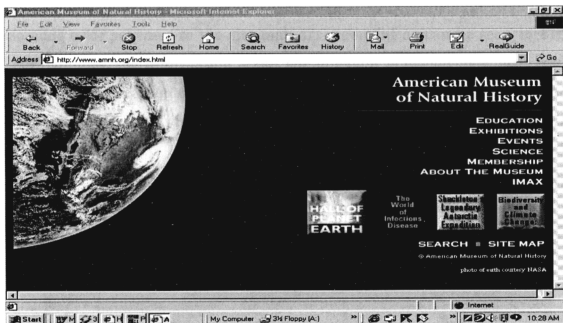 American Museum of Natural History - Microsoft Internet Explorer
File Edit View Favorites Tools Help
Back Forward Stop Refresh Home Search Favorites History Mail Print Edit RealGuide
Address http://www.amnh.org/index.html Go
American Museum
of Natural History
EDUCATION
EXHIBITIONS
EVENTS
SCIENCE
MEMBERSHIP
ABOUT THE MUSEUM
IMAX
HALL OF
PLANET
EARTH
The
World
of
Infectious
Disease
Shackleton's
Legendary
Antarctic
Expedition
Biodiversity
and
Climate
Change
SEARCH SITE MAP
© American Museum of Natural History
photo of earth courtesy NASA
Internet
Start My Computer 3½ Floppy (A:) 10:28 AM